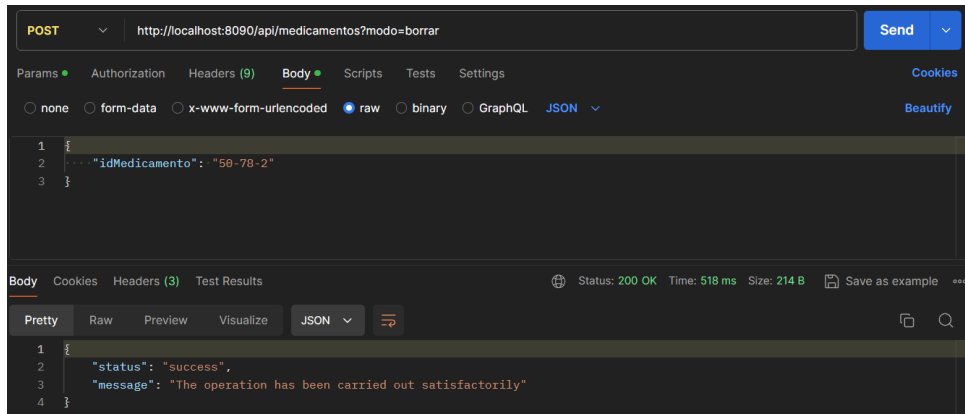 POST http://localhost:8090/api/medicamentos?modo=borrar Send
Params Authorization Headers (9) Body Scripts Tests Settings Cookies
none form-data x-www-form-urlencoded raw binary GraphQL JSON Beautify
1 {
2 "idMedicamento": "50-78-2"
3 }
Body Cookies Headers (3) Test Results Status: 200 OK Time: 518 ms Size: 214 B Save as example
Pretty Raw Preview Visualize JSON
1 {
2 "status": "success",
3 "message": "The operation has been carried out satisfactorily"
4 }